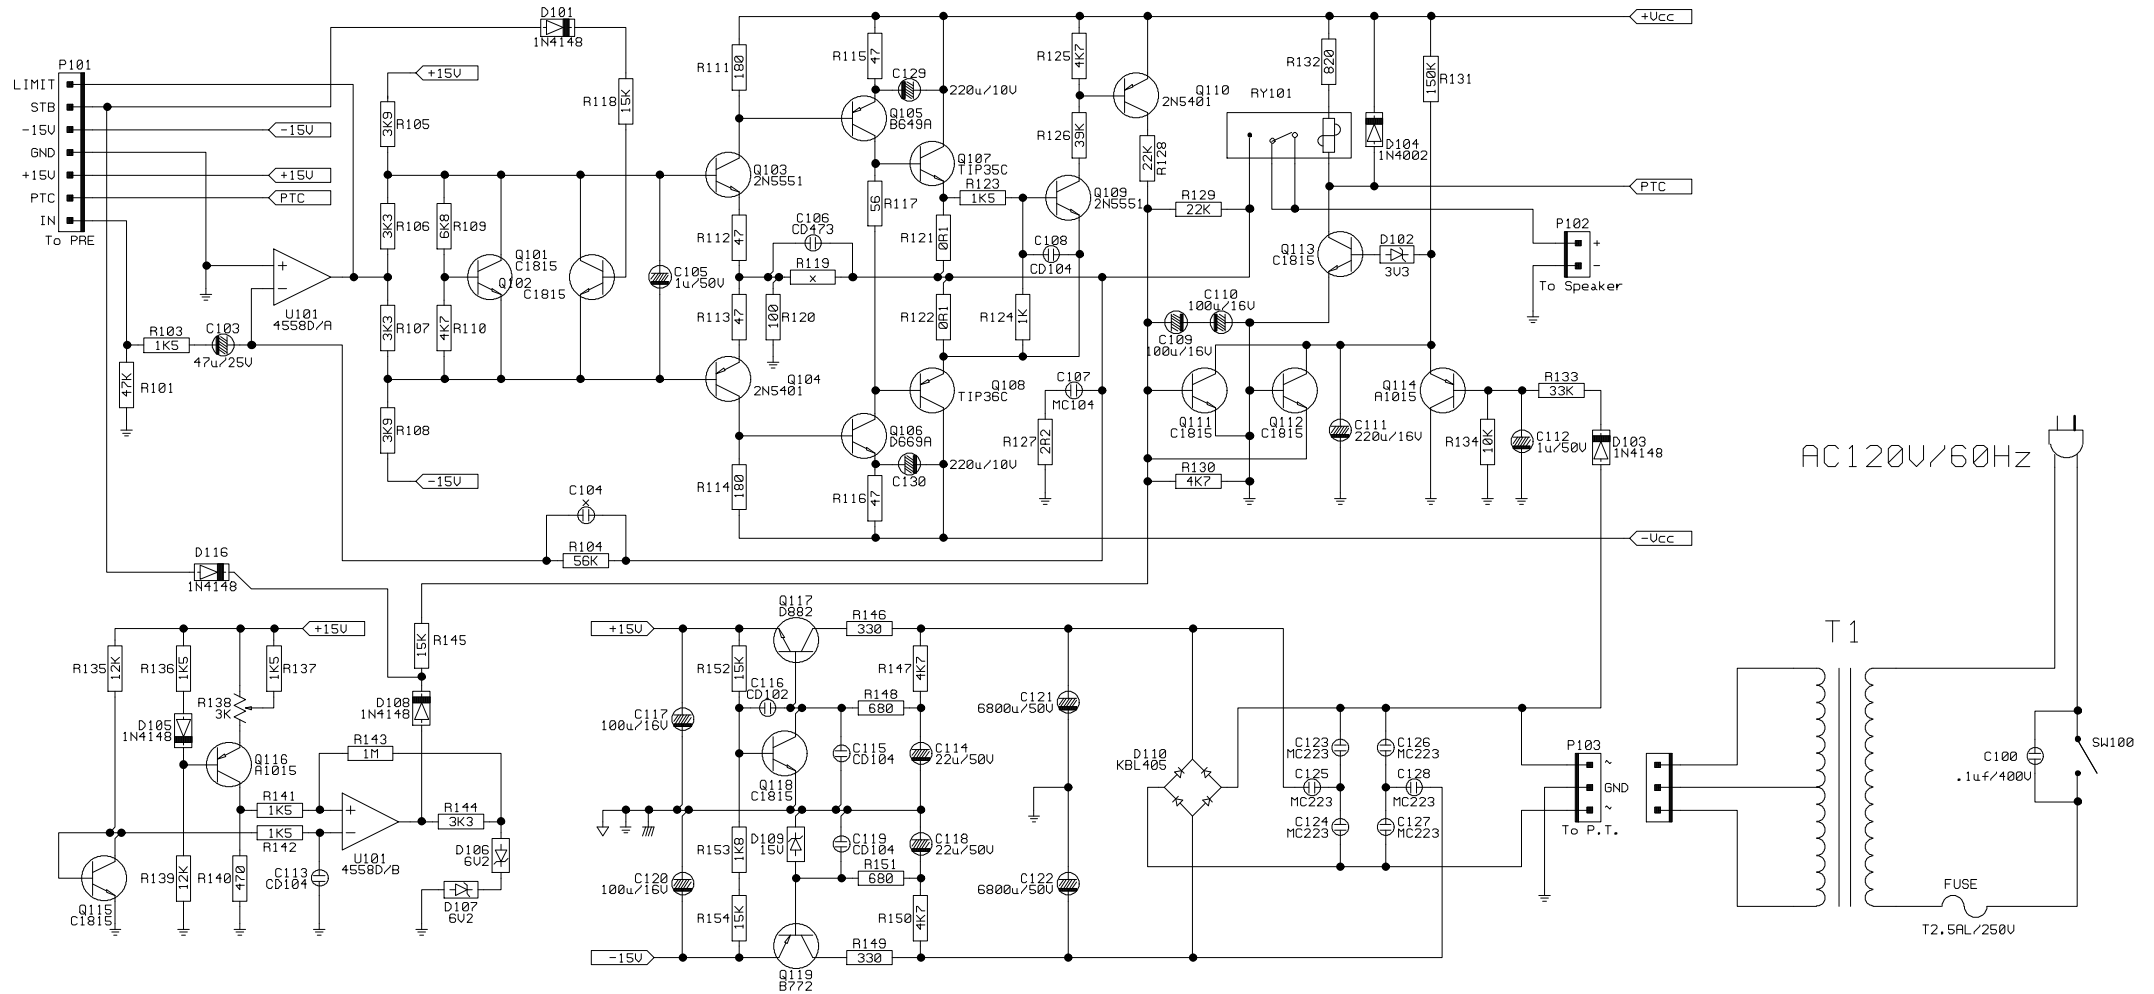 P101
LIMIT
STB
-15V
GND
+15V
PTC
IN
To PRE
-15V
+15V
PTC
D101
1N4148
R118
15K
+15V
3K9
R105
3K3
R106
6K8
R109
Q101
C1815
Q102
C1815
C105
1u/50V
U101
4558D/A
3K3
R107
4K7
R110
R103
1K5
C103
47u/25V
47K
R101
3K9
R108
-15V
R111
180
Q103
2N5551
R112
47
C106
CD473
R119
x
R113
47
100
R120
Q104
2N5401
R114
180
C104
x
R104
56K
R115
47
C129
220u/10V
Q105
B649A
Q107
TIP35C
56
R117
R123
1K5
R121
0R1
C108
CD104
R122
0R1
R124
1K
Q108
TIP36C
Q106
D669A
220u/10V
C130
R116
47
R125
4K7
Q110
2N5401
R126
39K
22K
R128
Q109
2N5551
R129
22K
C107
MC104
R127
2R2
RY101
R132
820
150K
R131
D104
1N4002
+Vcc
PTC
P102
+
-
To Speaker
Q113
C1815
D102
3V3
C110
100u/16V
C109
100u/16V
Q111
C1815
Q112
C1815
C111
220u/16V
R130
4K7
Q114
A1015
R133
33K
R134
10K
C112
1u/50V
D103
1N4148
-Vcc
AC120V/60Hz
D116
1N4148
+15V
R135
12K
R136
1K5
1K5
R137
R138
3K
D105
1N4148
Q116
A1015
R143
1M
D108
1N4148
15K
R145
R141
1K5
1K5
R142
R144
3K3
U101
4558D/B
D106
6V2
D107
6V2
Q115
C1815
R139
12K
R140
470
C113
CD104
+15V
Q117
D882
R146
330
R152
15K
C116
CD102
R147
4K7
R148
680
C117
100u/16V
Q118
C1815
C115
CD104
C114
22u/50V
C121
6800u/50V
R153
1K8
D109
15V
C119
CD104
C118
22u/50V
R151
680
C120
100u/16V
C122
6800u/50V
R154
15K
R150
4K7
R149
330
-15V
Q119
B772
D110
KBL405
C123
MC223
C126
MC223
C125
MC223
C128
MC223
C124
MC223
C127
MC223
P103
~
GND
~
To P.T.
T1
C100
.1uf/400V
SW100
FUSE
T2.5AL/250V